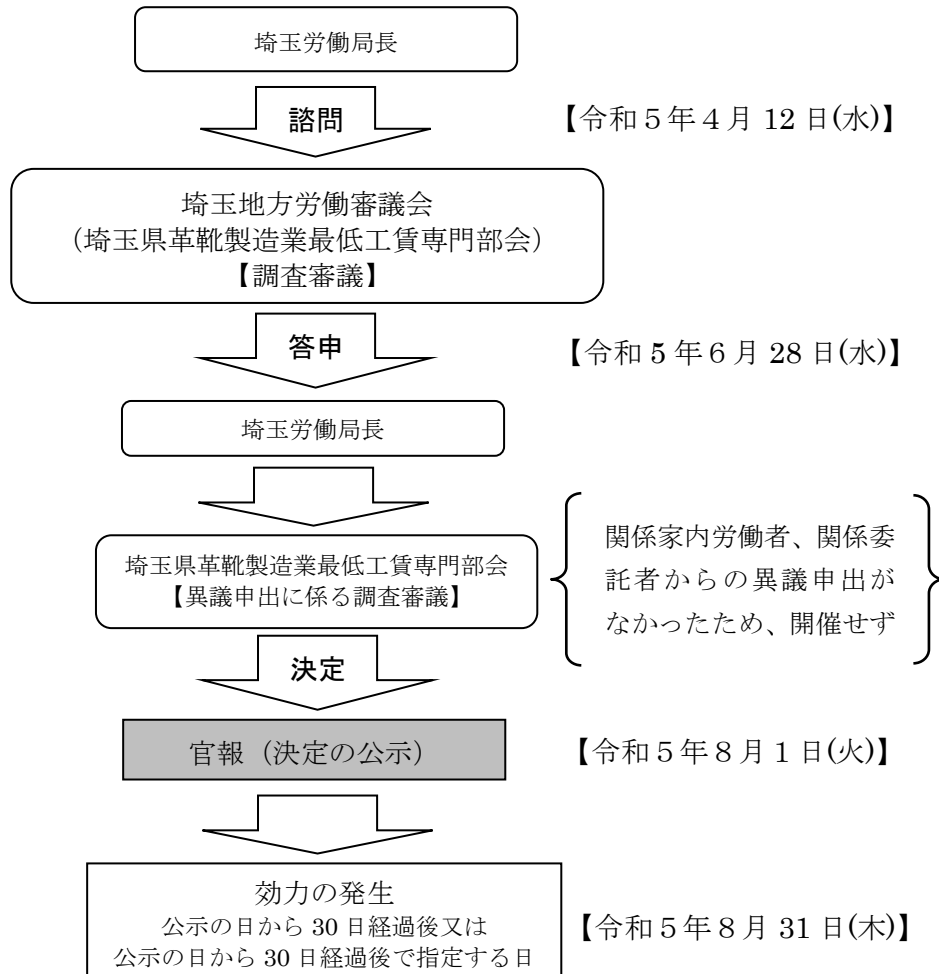 埼玉労働局長
諮問
【令和５年４月 12 日(水)】
埼玉地方労働審議会
（埼玉県革靴製造業最低工賃専門部会）
【調査審議】
答申
【令和 5 年６月 28 日(水)】
埼玉労働局長
埼玉県革靴製造業最低工賃専門部会
【異議申出に係る調査審議】
関係家内労働者、関係委
託者からの異議申出が
なかったため、開催せず
決定
官報（決定の公示）
【令和５年８月１日(火)】
効力の発生
公示の日から 30 日経過後又は
公示の日から 30 日経過後で指定する日
【令和５年８月 31 日(木)】